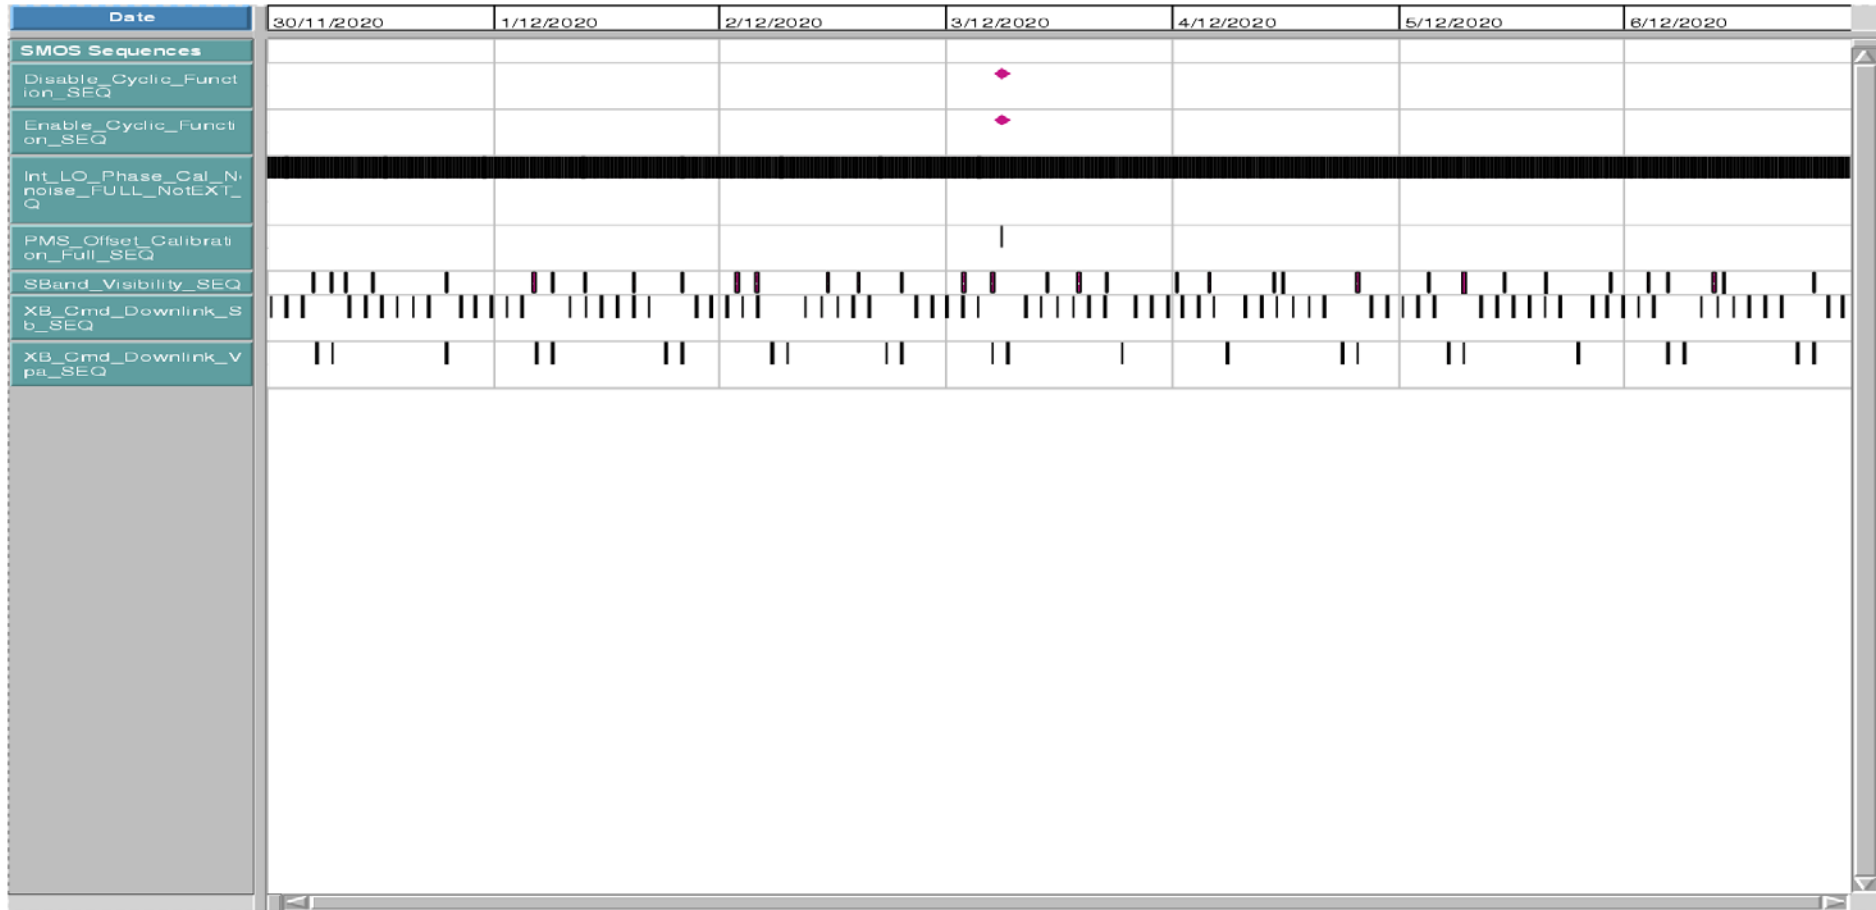 Date
30/11/2020 1/12/2020 2/12/2020 3/12/2020 4/12/2020 5/12/2020 6/12/2020
SMOS Sequences
Disable_Cyclic_Funct
ion_SEQ
Enable_Cyclic_Functi
on_SEQ
Int_LO_Phase_Cal_N
noise_FULL_NotEXT_
Q
PMS_Offset_Calibrati
on_Full_SEQ
SBand_Visibility_SEQ
XB_Cmd_Downlink_S
b_SEQ
XB_Cmd_Downlink_V
pa_SEQ